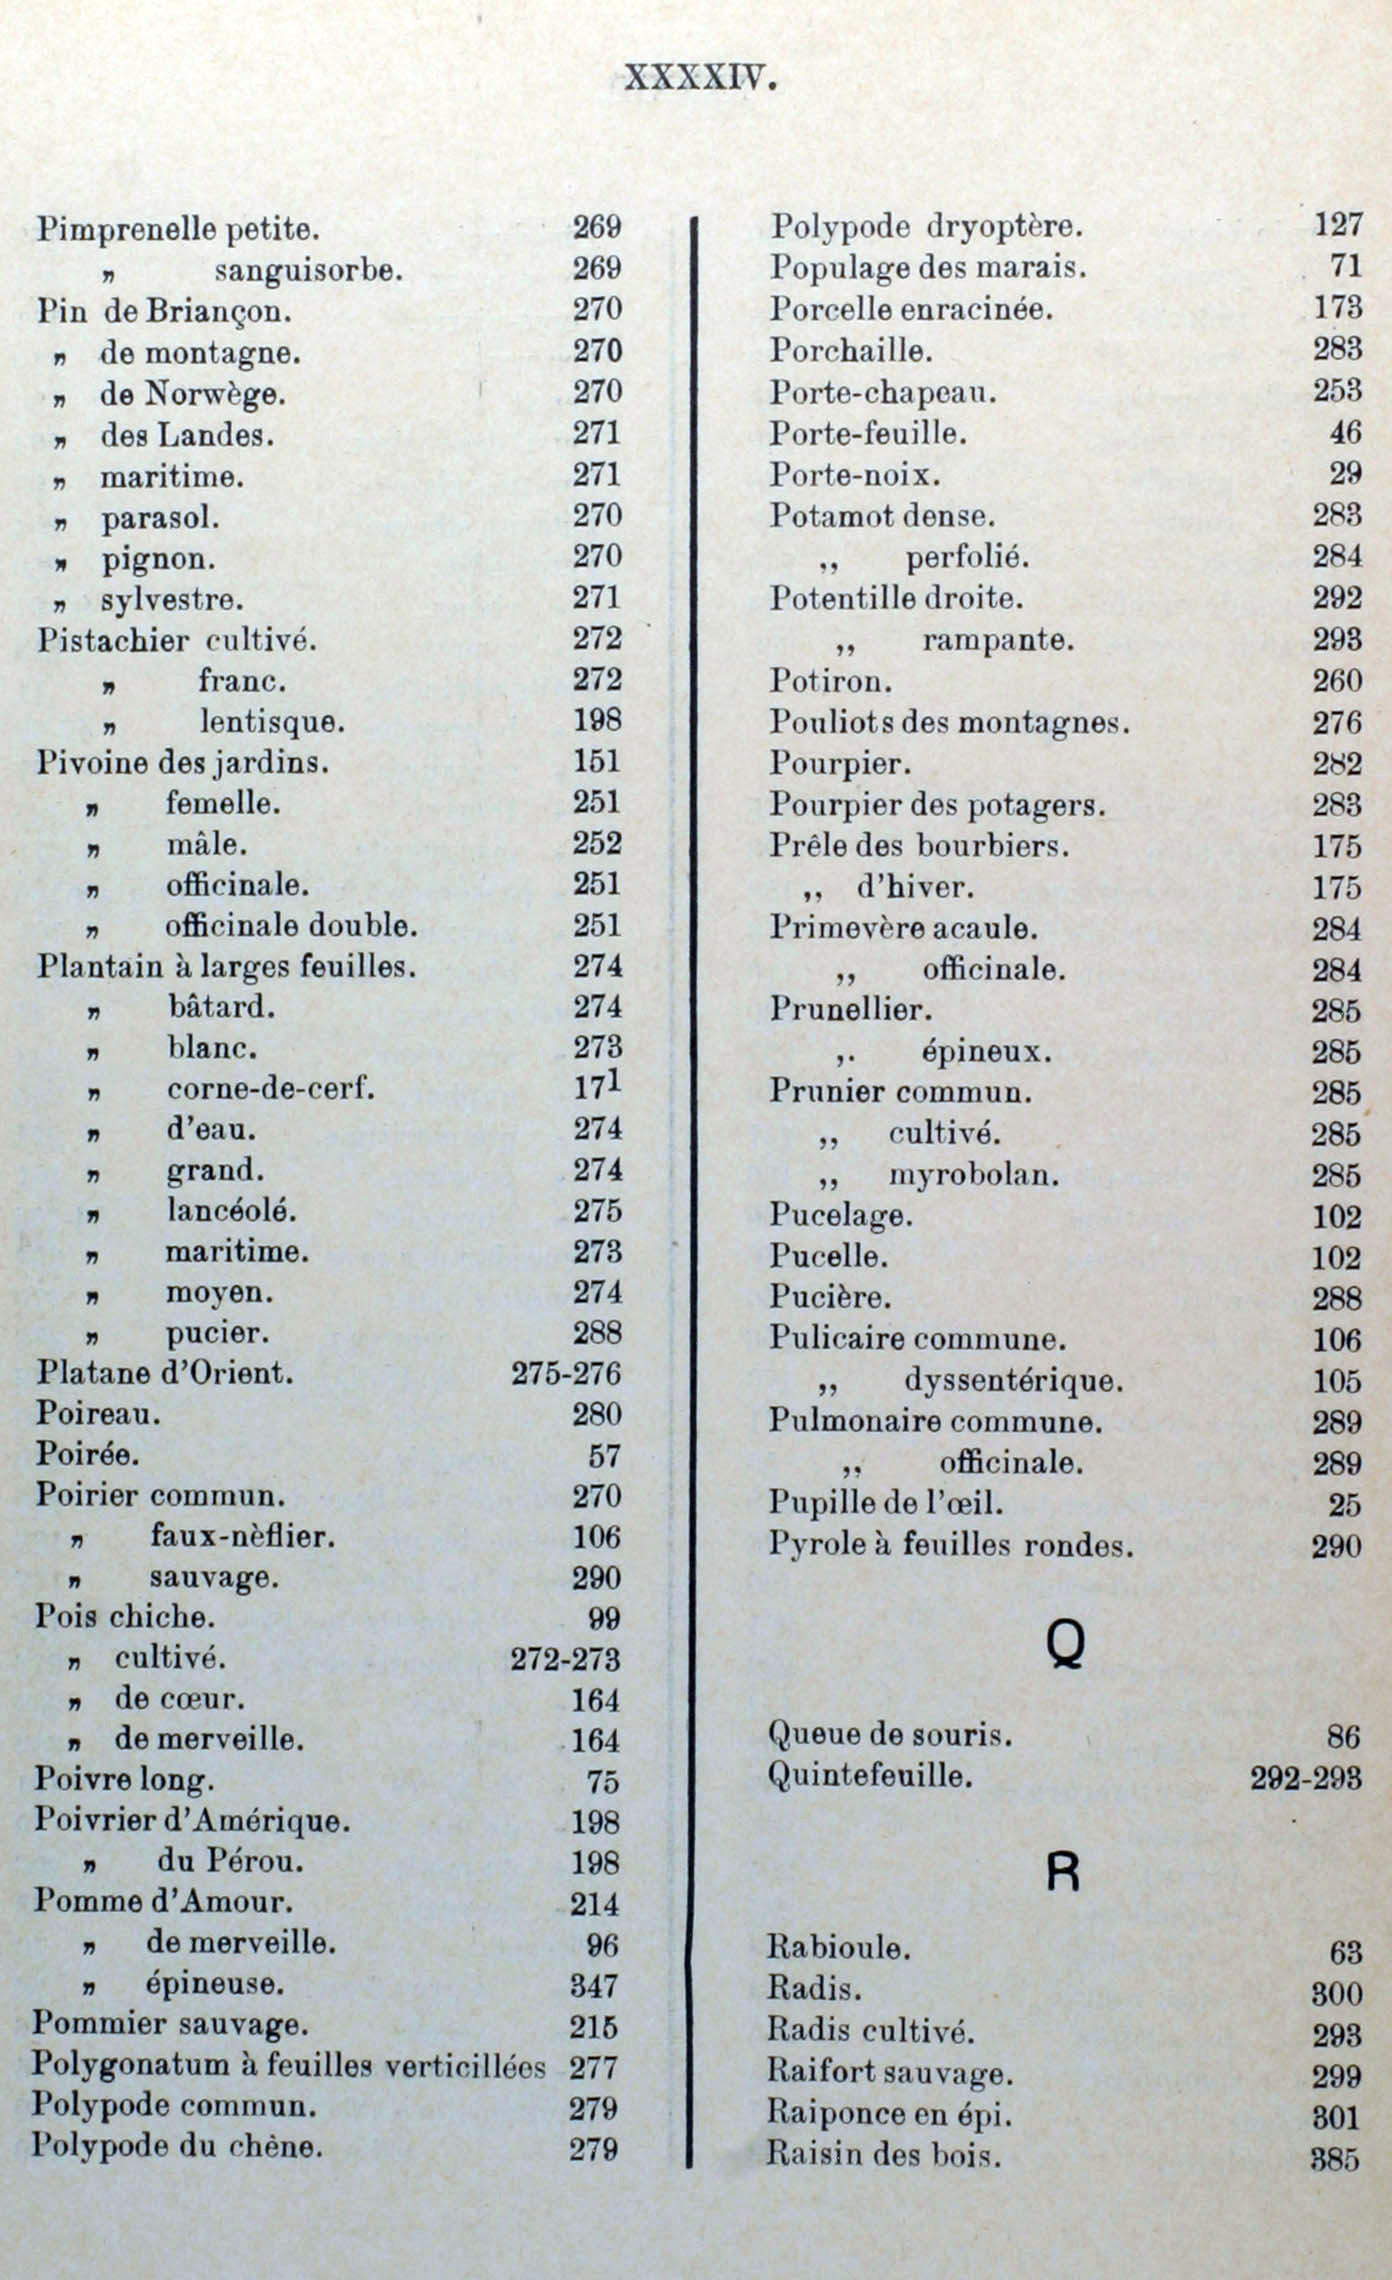 XXXXIV.
Pimprenelle petite. 269
„ sanguisorbe. 269
Pin de Briançon. 270
„ de montagne. 270
„ de Norwège. 270
„ des Landes. 271
„ maritime. 271
„ parasol. 270
„ pignon. 270
„ sylvestre. 271
Pistachier cultivé. 272
„ franc. 272
„ lentisque. 198
Pivoine des jardins. 151
„ femelle. 251
„ mâle. 252
„ officinale. 251
„ officinale double. 251
Plantain à larges feuilles. 274
„ bâtard. 274
„ blanc. 273
„ corne-de-cerf. 171
„ d'eau. 274
„ grand. 274
„ lancéolé. 275
„ maritime. 273
„ moyen. 274
„ pucier. 288
Platane d'Orient. 275-276
Poireau. 280
Poirée. 57
Poirier commun. 270
„ faux-nèflier. 106
„ sauvage. 290
Pois chiche. 99
„ cultivé. 272-273
„ de cœur. 164
„ de merveille. 164
Poivre long. 75
Poivrier d'Amérique. 198
„ du Pérou. 198
Pomme d'Amour. 214
„ de merveille. 96
„ épineuse. 347
Pommier sauvage. 215
Polygonatum à feuilles verticillées 277
Polypode commun. 279
Polypode du chêne. 279
Polypode dryoptère. 127
Populage des marais. 71
Porcelle enracinée. 173
Porchaille. 283
Porte-chapeau. 253
Porte-feuille. 46
Porte-noix. 29
Potamot dense. 283
,, perfolié. 284
Potentille droite. 292
,, rampante. 293
Potiron. 260
Pouliots des montagnes. 276
Pourpier. 282
Pourpier des potagers. 283
Prêle des bourbiers. 175
,, d'hiver. 175
Primevère acaule. 284
,, officinale. 284
Prunellier. 285
,. épineux. 285
Prunier commun. 285
,, cultivé. 285
,, myrobolan. 285
Pucelage. 102
Pucelle. 102
Pucière. 288
Pulicaire commune. 106
,, dyssentérique. 105
Pulmonaire commune. 289
,, officinale. 289
Pupille de l'œil. 25
Pyrole à feuilles rondes. 290
Q
Queue de souris. 86
Quintefeuille. 292-293
R
Rabioule. 63
Radis. 300
Radis cultivé. 293
Raifort sauvage. 299
Raiponce en épi. 301
Raisin des bois. 385